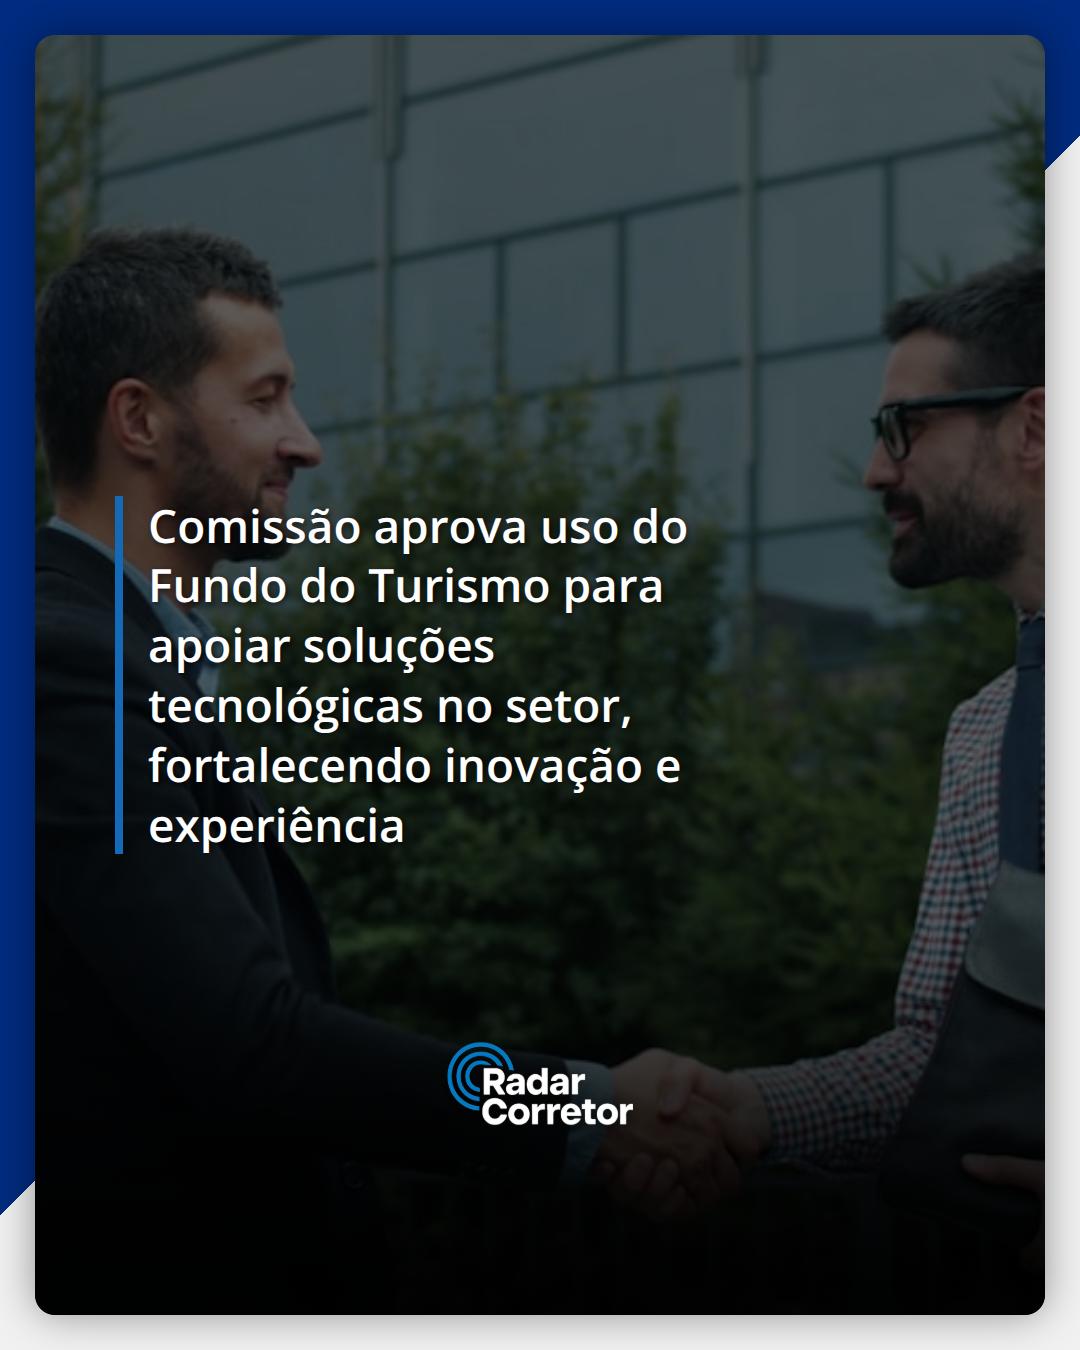 Comissão aprova uso do
Fundo do Turismo para
apoiar soluções
tecnológicas no setor,
fortalecendo inovação e
experiência
Radar
Corretor